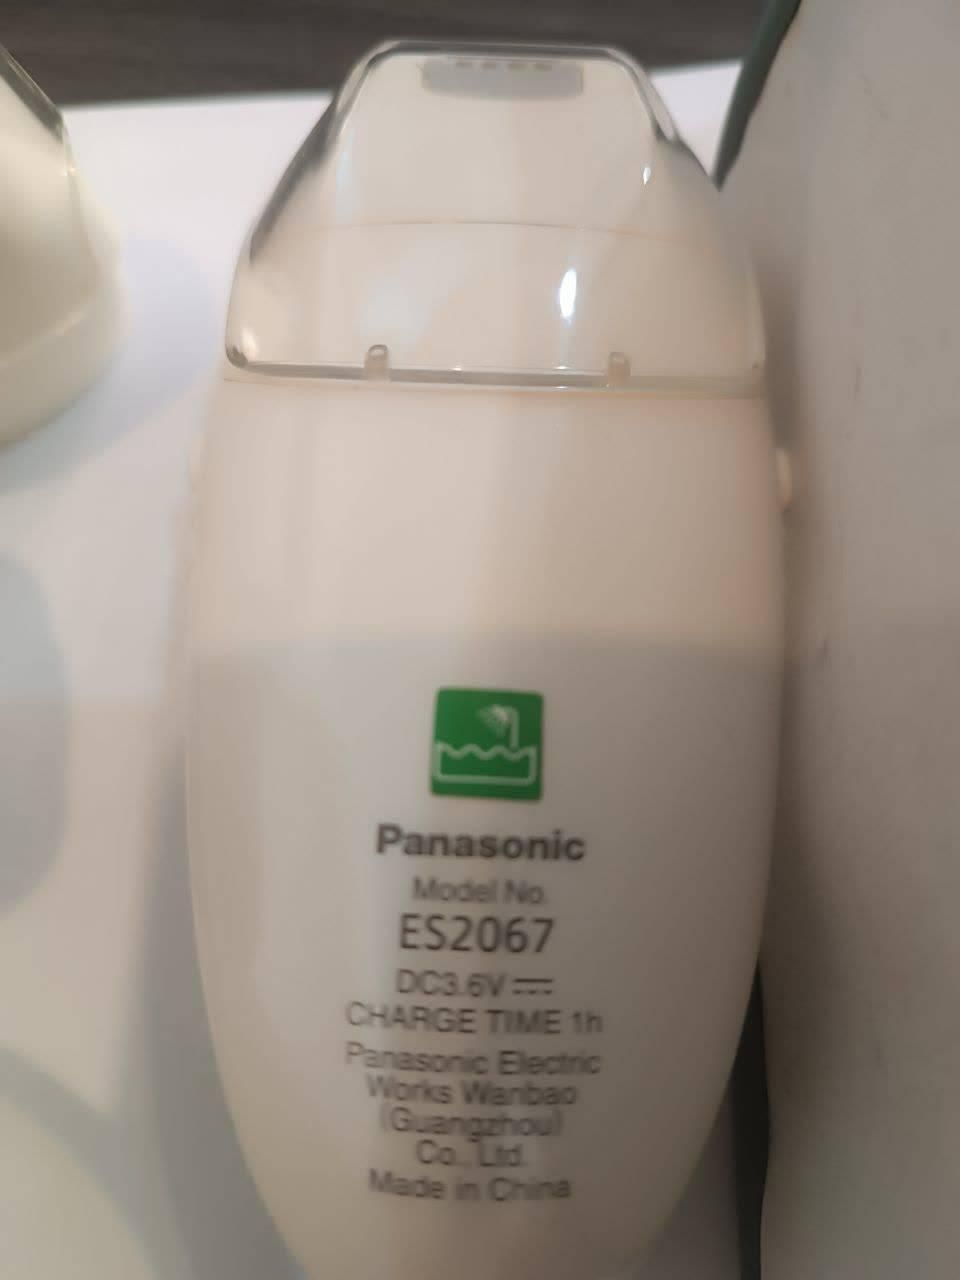 Panasonic
Model No.
ES2067
DC3.6V
CHARGE TIME 1h
Panasonic Electric
Works Wanbao
(Guangzhou)
Co., Ltd.
Made in China